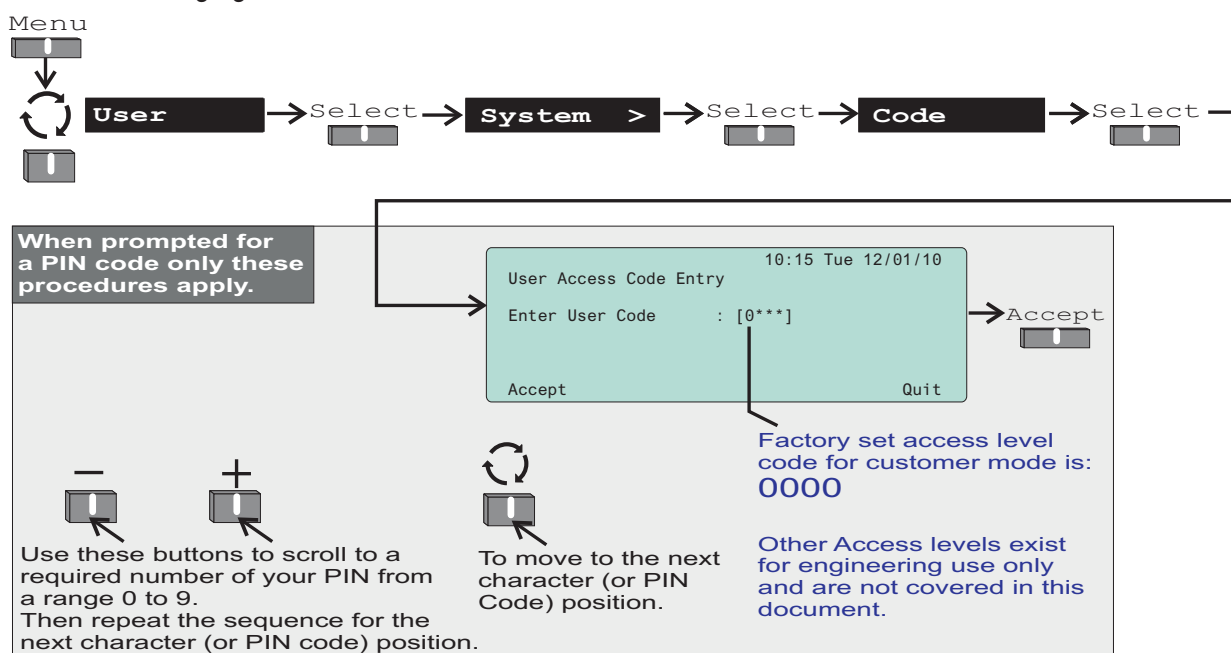 Menu
User
Select
System >
Select
Code
Select
When prompted for
a PIN code only these
procedures apply.
10:15 Tue 12/01/10
User Access Code Entry
Enter User Code : [0***]
Accept Quit
Accept
Factory set access level
code for customer mode is:
0000
Other Access levels exist
for engineering use only
and are not covered in this
document.
– +
Use these buttons to scroll to a
required number of your PIN from
a range 0 to 9.
Then repeat the sequence for the
next character (or PIN code) position.
To move to the next
character (or PIN
Code) position.